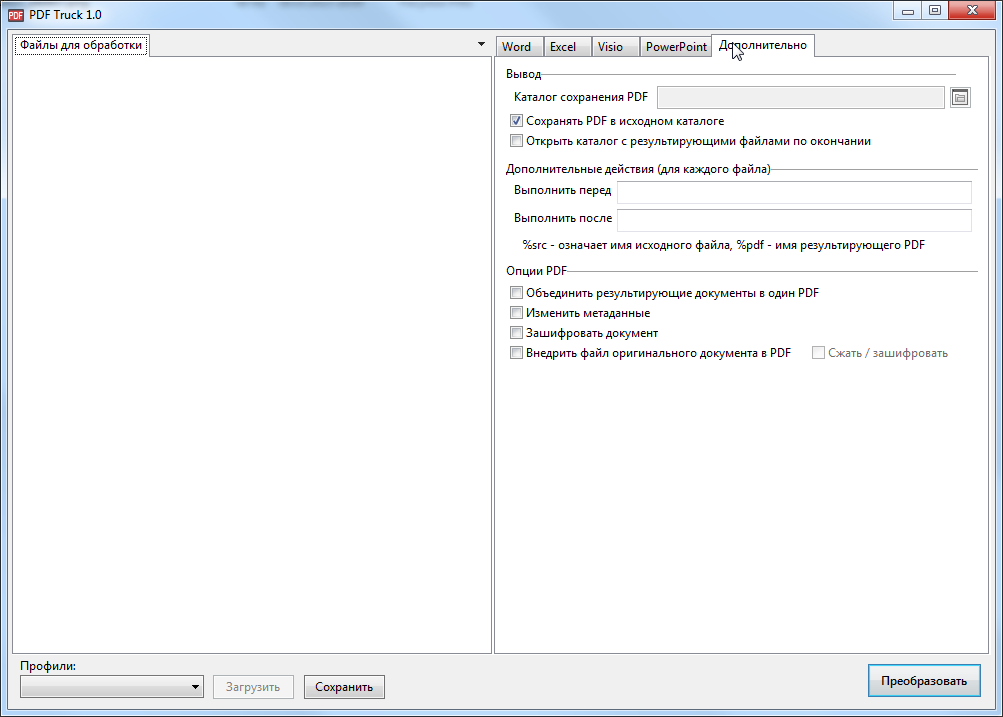 PDF PDF Truck 1.0
Файлы для обработки
Word Excel Visio PowerPoint Дополнительно
Вывод
Каталог сохранения PDF
Сохранять PDF в исходном каталоге
Открыть каталог с результирующими файлами по окончании
Дополнительные действия (для каждого файла)
Выполнить перед
Выполнить после
%src - означает имя исходного файла, %pdf - имя результирующего PDF
Опции PDF
Объединить результирующие документы в один PDF
Изменить метаданные
Зашифровать документ
Внедрить файл оригинального документа в PDF Сжать / зашифровать
Профили:
Загрузить Сохранить Преобразовать